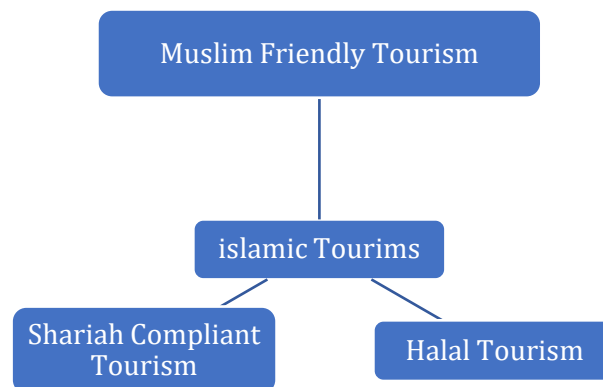 Muslim Friendly Tourism
islamic Tourims
Shariah Compliant
Tourism
Halal Tourism